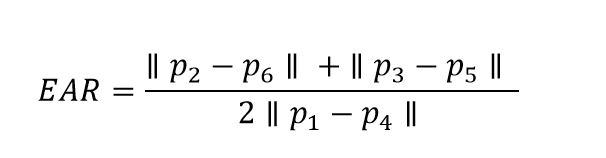 EAR = (‖ p₂ − p₆ ‖ + ‖ p₃ − p₅ ‖) / (2 ‖ p₁ − p₄ ‖)